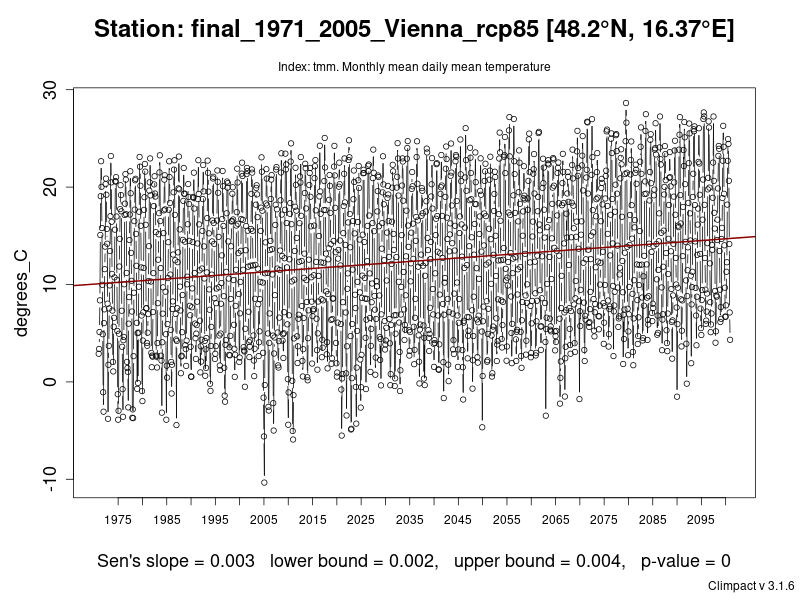 Station: final_1971_2005_Vienna_rcp85 [48.2°N, 16.37°E]
Index: tmm. Monthly mean daily mean temperature
degrees_C
30
20
10
0
-10
1975 1985 1995 2005 2015 2025 2035 2045 2055 2065 2075 2085 2095
Sen's slope = 0.003 lower bound = 0.002, upper bound = 0.004, p-value = 0
Climpact v 3.1.6